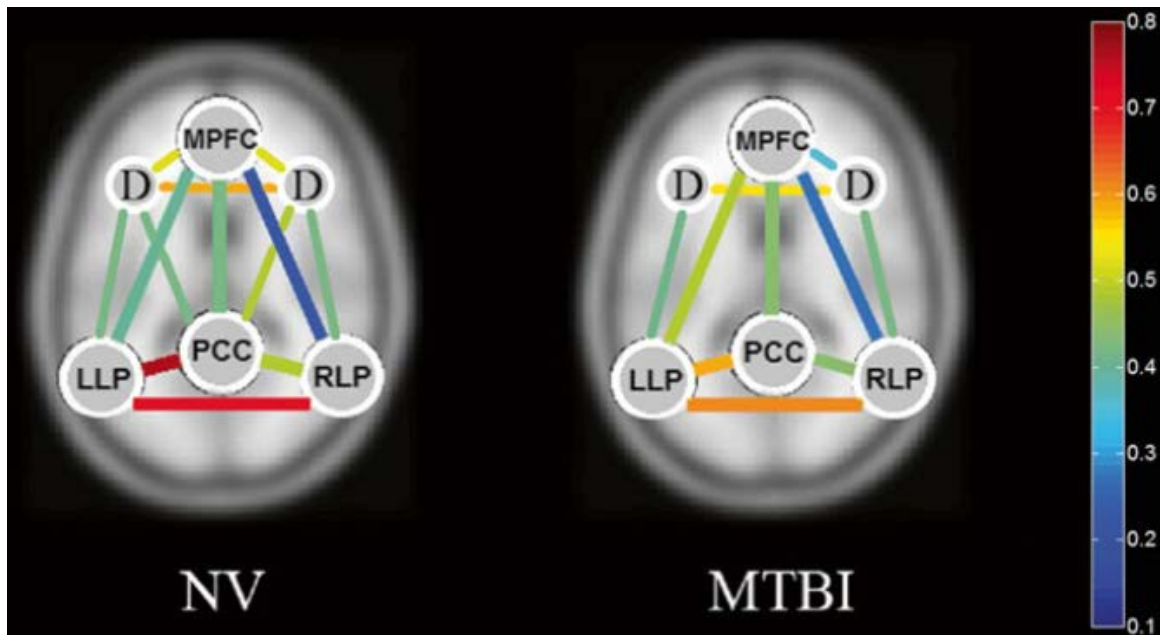 MPFC
D D
PCC
LLP RLP
NV
MPFC
D D
PCC
LLP RLP
MTBI
0.8
0.7
0.6
0.5
0.4
0.3
0.2
0.1